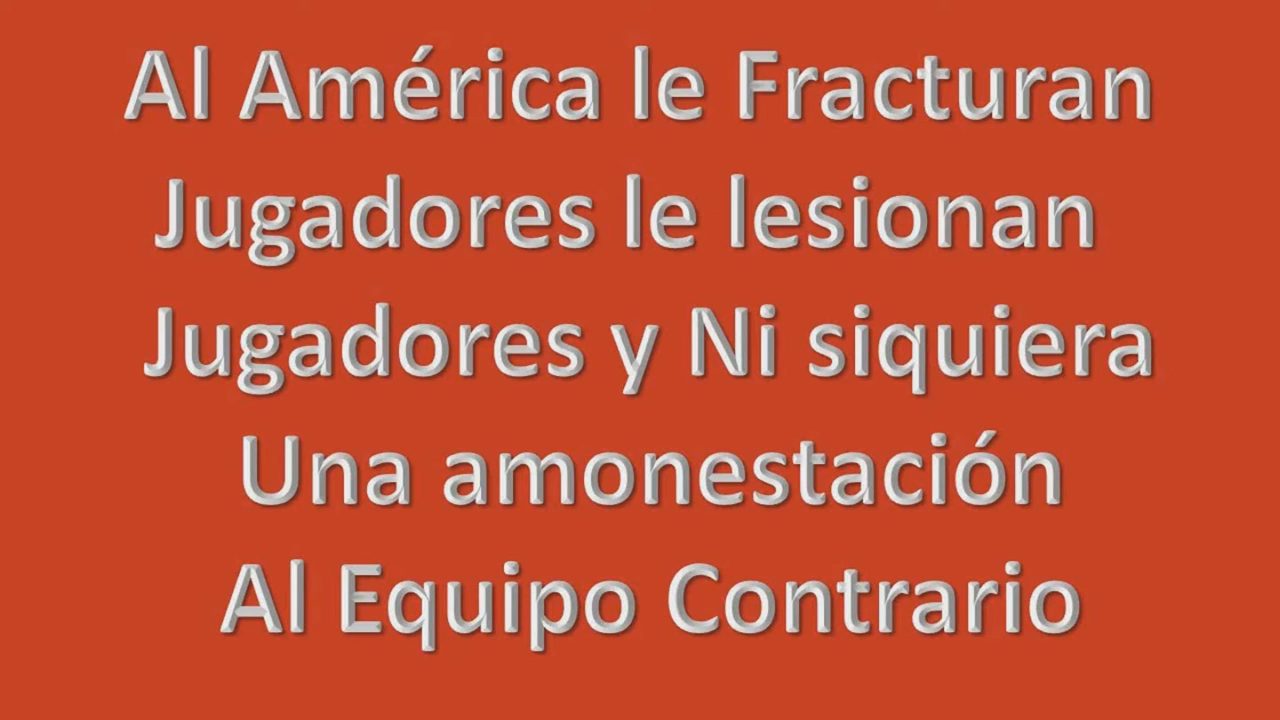 Al América le Fracturan
Jugadores le lesionan
Jugadores y Ni siquiera
Una amonestación
Al Equipo Contrario